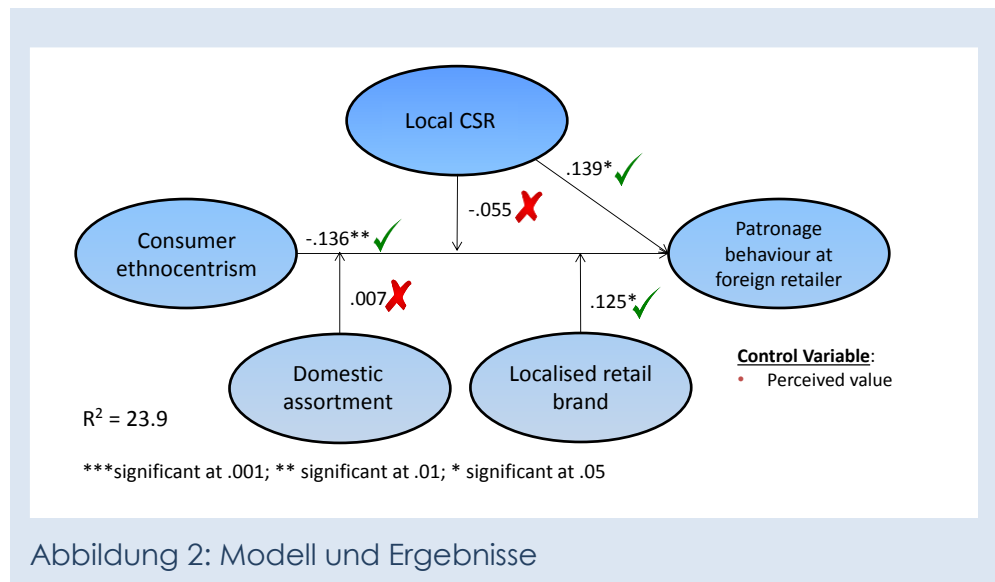 Local CSR
.139*
-.055
Consumer
ethnocentrism
-.136**
Patronage
behaviour at
foreign retailer
.007
.125*
Domestic
assortment
Localised retail
brand
Control Variable:
• Perceived value
R² = 23.9
***significant at .001; ** significant at .01; * significant at .05
Abbildung 2: Modell und Ergebnisse